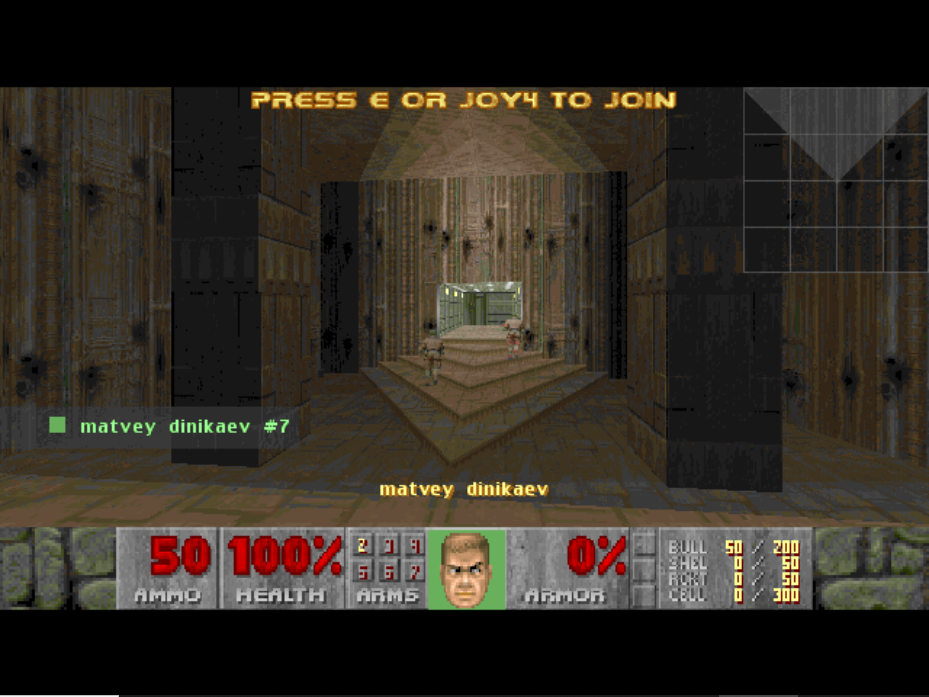 PRESS E OR JOY4 TO JOIN
matvey dinikaev #7
matvey dinikaev
50 100% 2 3 4 0% BULL 50 / 200
5 6 7 SHEL 0 / 50
RCKT 0 / 50
AMMO HEALTH ARMS ARMOR CELL 0 / 300